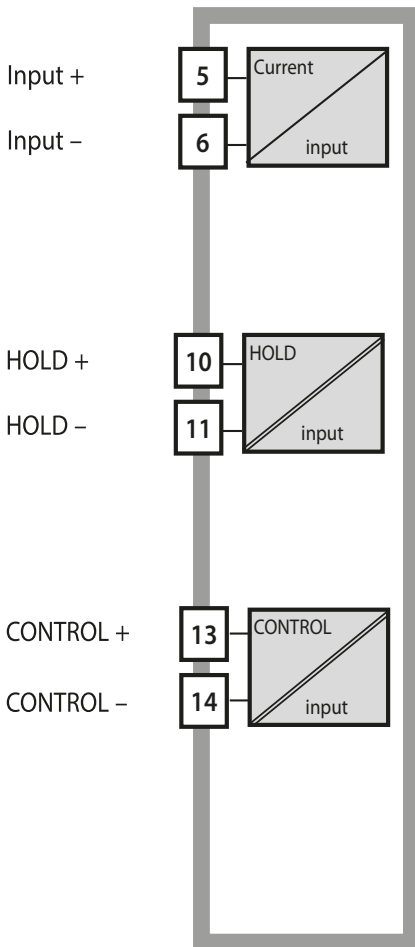 Input +
5
Current
Input –
6
input
HOLD +
10
HOLD
HOLD –
11
input
CONTROL +
13
CONTROL
CONTROL –
14
input